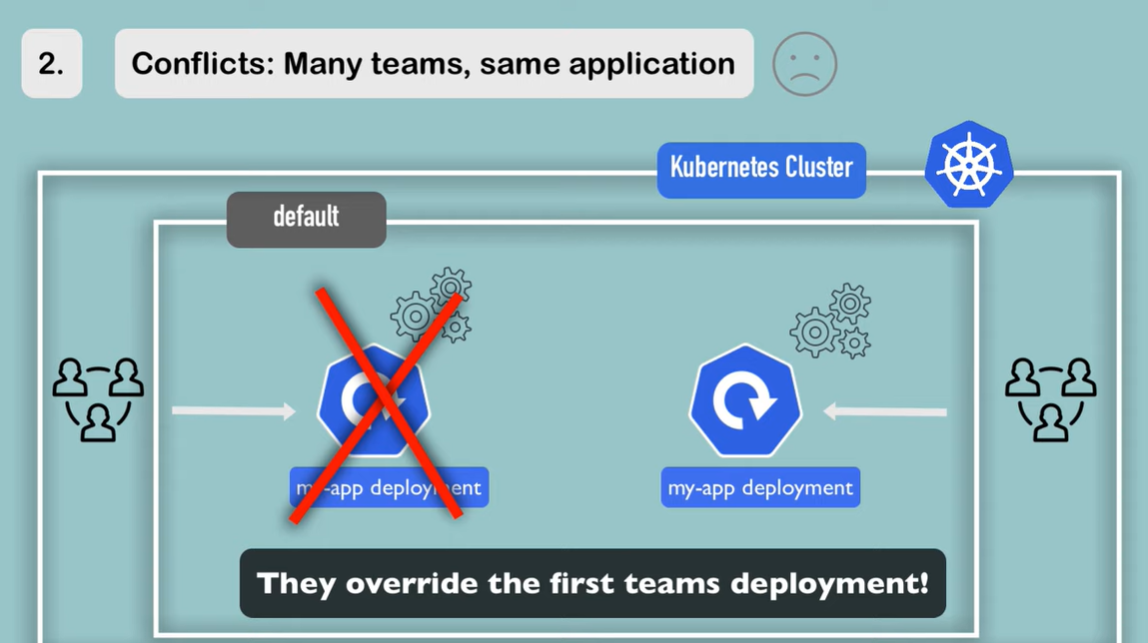 2.
Conflicts: Many teams, same application
Kubernetes Cluster
default
my-app deployment
my-app deployment
They override the first teams deployment!